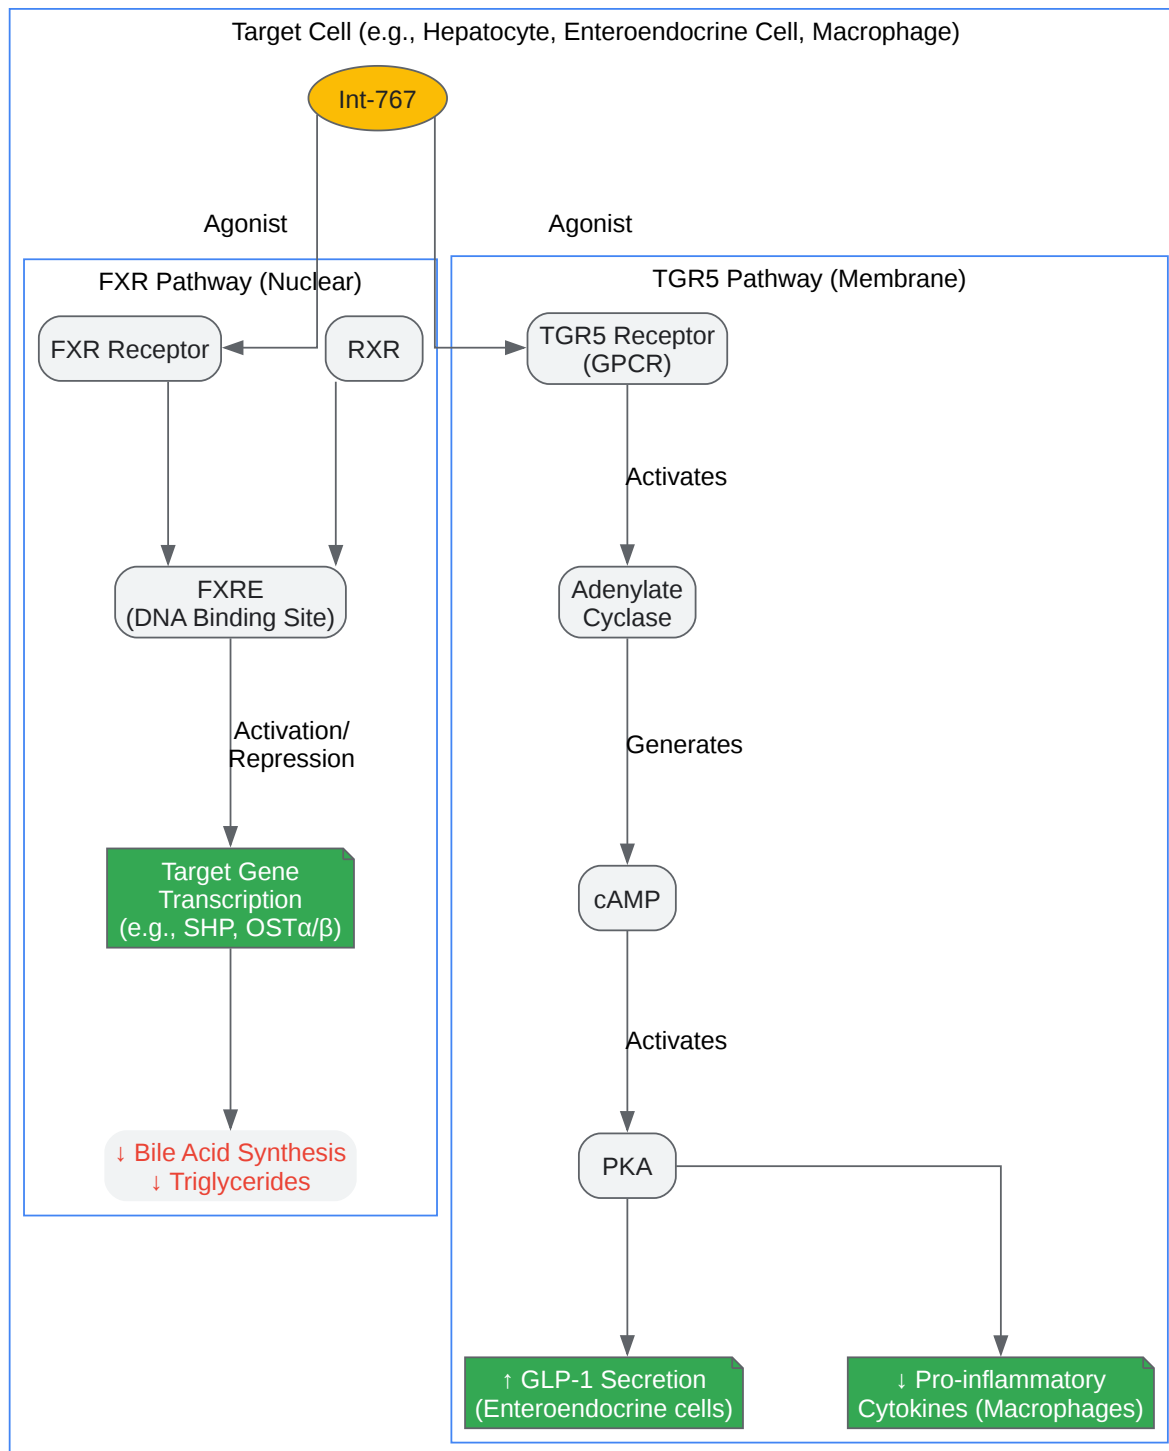 Target Cell (e.g., Hepatocyte, Enteroendocrine Cell, Macrophage)
Int-767
Agonist
Agonist
FXR Pathway (Nuclear)
FXR Receptor
RXR
FXRE
(DNA Binding Site)
Activation/
Repression
Target Gene
Transcription
(e.g., SHP, OSTα/β)
↓ Bile Acid Synthesis
↓ Triglycerides
TGR5 Pathway (Membrane)
TGR5 Receptor
(GPCR)
Activates
Adenylate
Cyclase
Generates
cAMP
Activates
PKA
↑ GLP-1 Secretion
(Enteroendocrine cells)
↓ Pro-inflammatory
Cytokines (Macrophages)